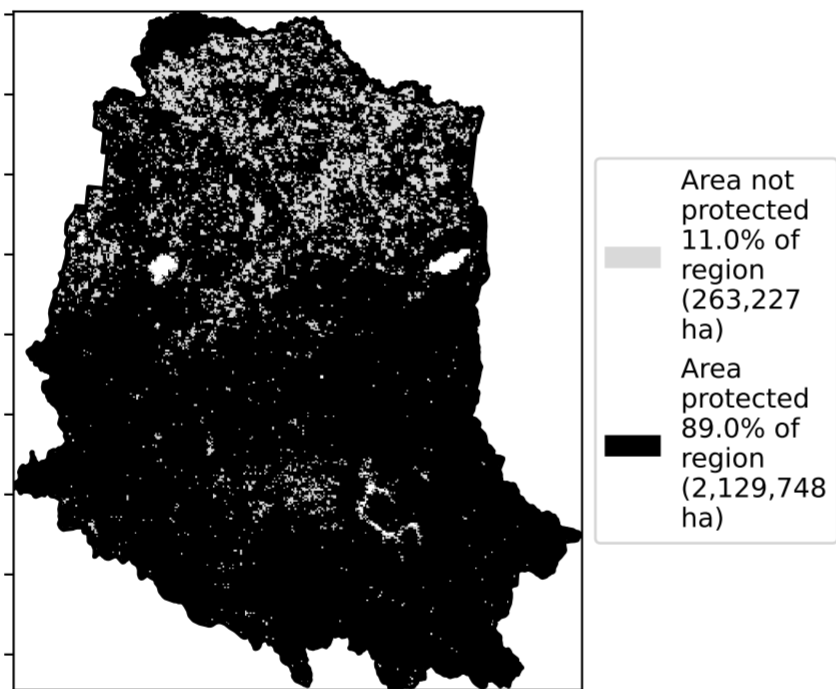 Area not
protected
11.0% of
region
(263,227
ha)
Area
protected
89.0% of
region
(2,129,748
ha)